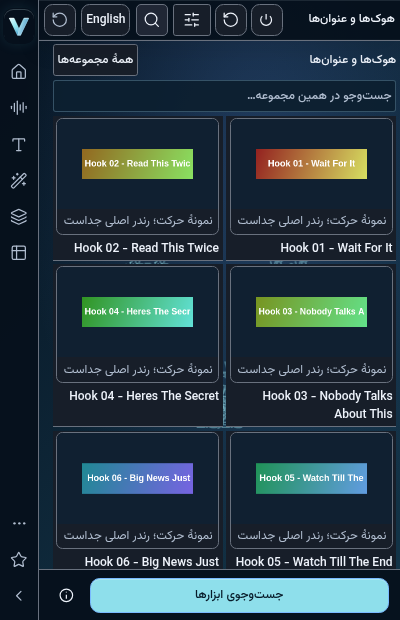 English
هوک‌ها و عنوان‌ها
هوک‌ها و عنوان‌ها
همهٔ مجموعه‌ها
جست‌وجو در همین مجموعه…
Hook 01 - Wait For It
نمونهٔ حرکت؛ رندر اصلی جداست
Hook 01 - Wait For It
Hook 02 - Read This Twic
نمونهٔ حرکت؛ رندر اصلی جداست
Hook 02 - Read This Twice
Hook 03 - Nobody Talks A
نمونهٔ حرکت؛ رندر اصلی جداست
Hook 03 - Nobody Talks
About This
Hook 04 - Heres The Secr
نمونهٔ حرکت؛ رندر اصلی جداست
Hook 04 - Heres The Secret
Hook 05 - Watch Till The
نمونهٔ حرکت؛ رندر اصلی جداست
Hook 05 - Watch Till The End
Hook 06 - Big News Just
نمونهٔ حرکت؛ رندر اصلی جداست
Hook 06 - Big News Just
جست‌وجوی ابزارها